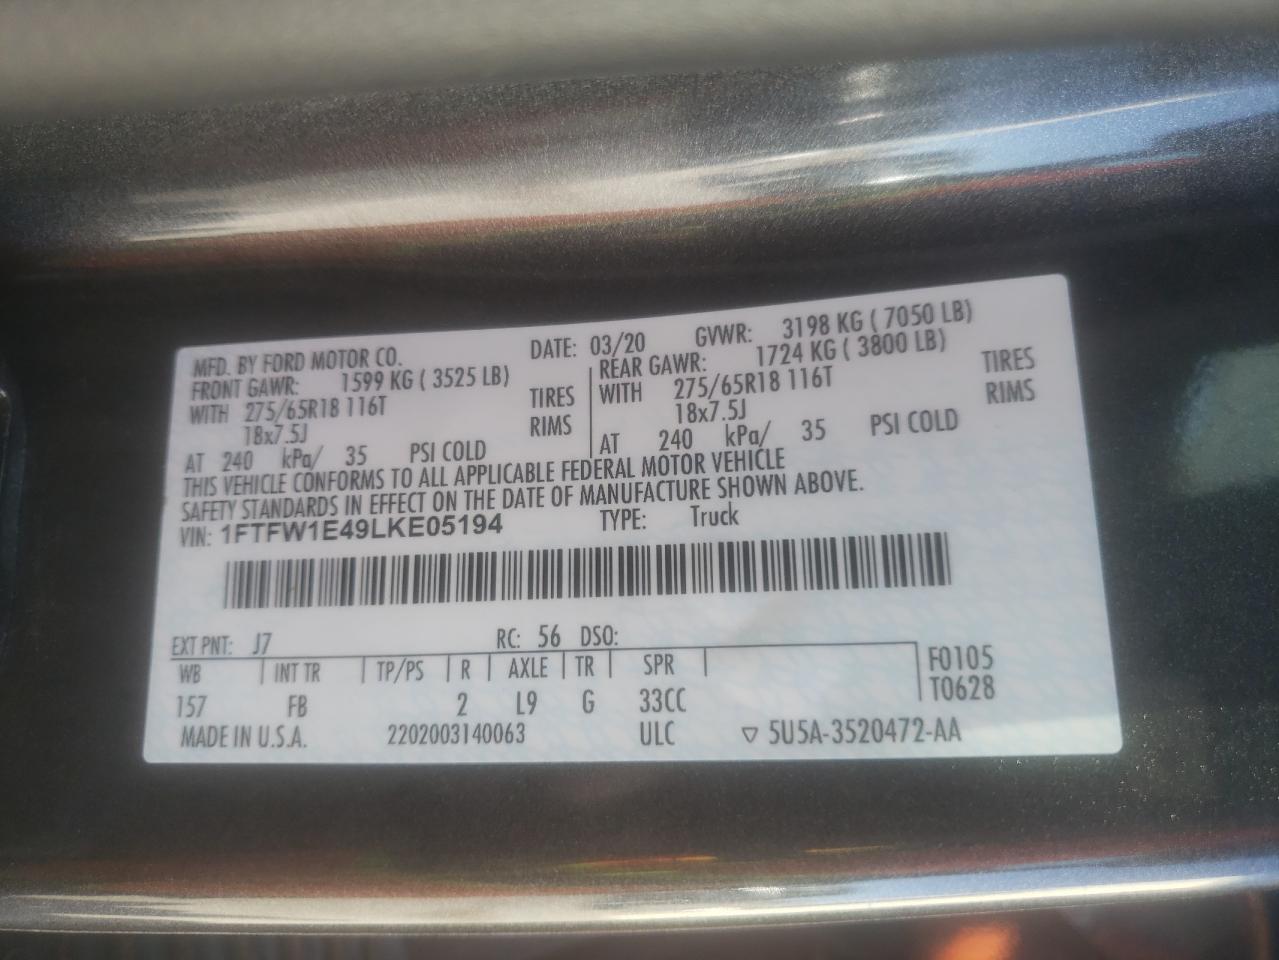 MFD. BY FORD MOTOR CO. DATE: 03/20 GVWR: 3198 KG ( 7050 LB)
FRONT GAWR: 1599 KG ( 3525 LB) REAR GAWR: 1724 KG ( 3800 LB)
WITH 275/65R18 116T TIRES WITH 275/65R18 116T TIRES
18x7.5J RIMS 18x7.5J RIMS
AT 240 kPa/ 35 PSI COLD AT 240 kPa/ 35 PSI COLD
THIS VEHICLE CONFORMS TO ALL APPLICABLE FEDERAL MOTOR VEHICLE
SAFETY STANDARDS IN EFFECT ON THE DATE OF MANUFACTURE SHOWN ABOVE.
VIN: 1FTFW1E49LKE05194 TYPE: Truck
EXT PNT: J7 RC: 56 DSO:
WB INT TR TP/PS R AXLE TR SPR F0105
157 FB 2 L9 G 33CC T0628
MADE IN U.S.A. 2202003140063 ULC ▽ 5U5A-3520472-AA